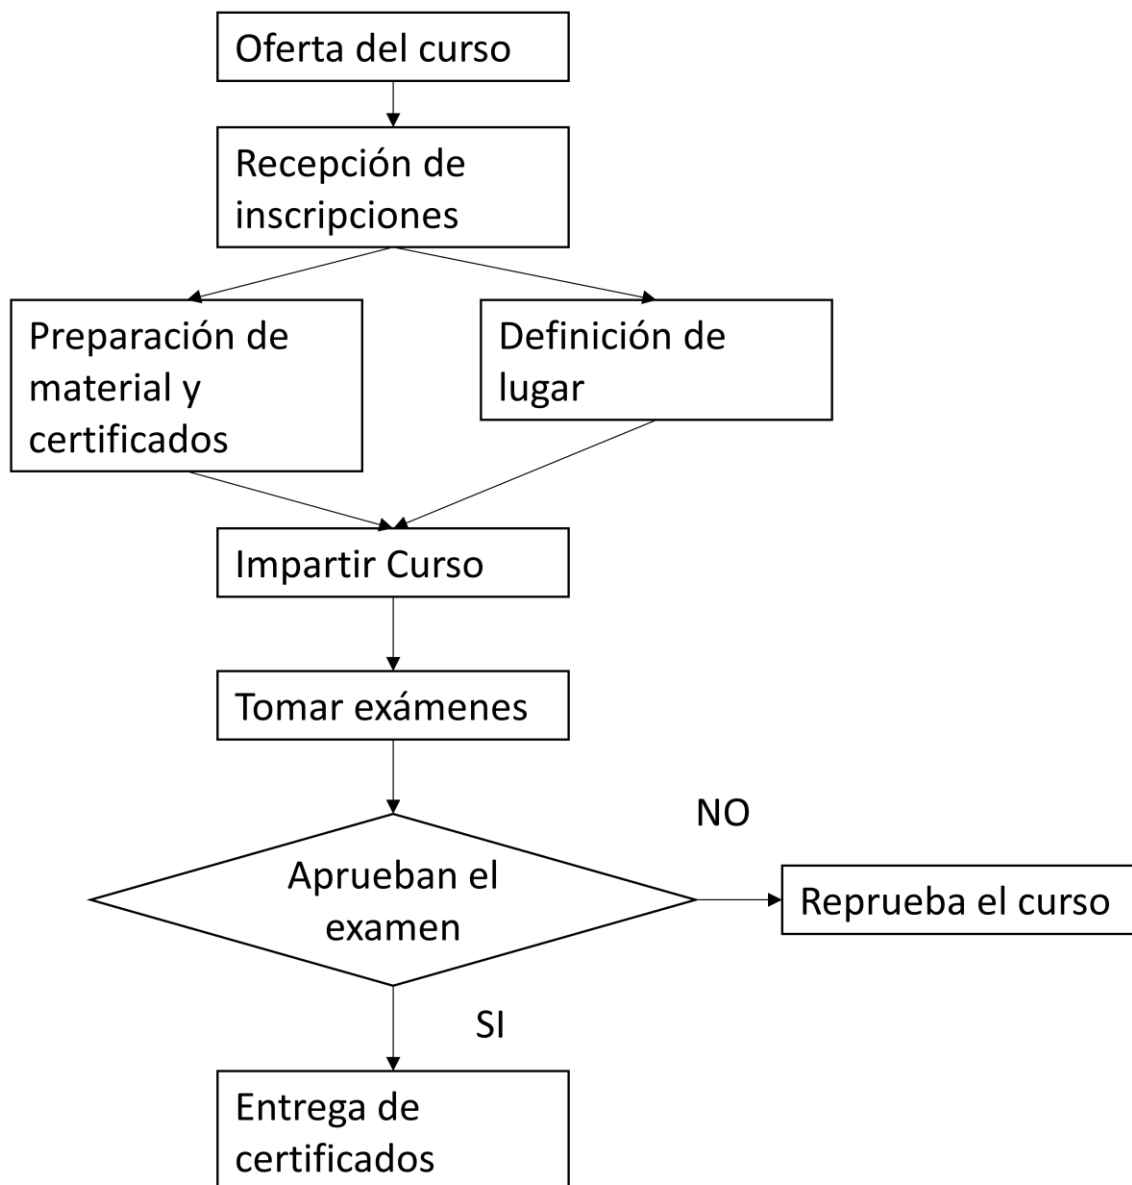 Oferta del curso
Recepción de
inscripciones
Preparación de
material y
certificados
Definición de
lugar
Impartir Curso
Tomar exámenes
Aprueban el
examen
NO
Reprueba el curso
SI
Entrega de
certificados